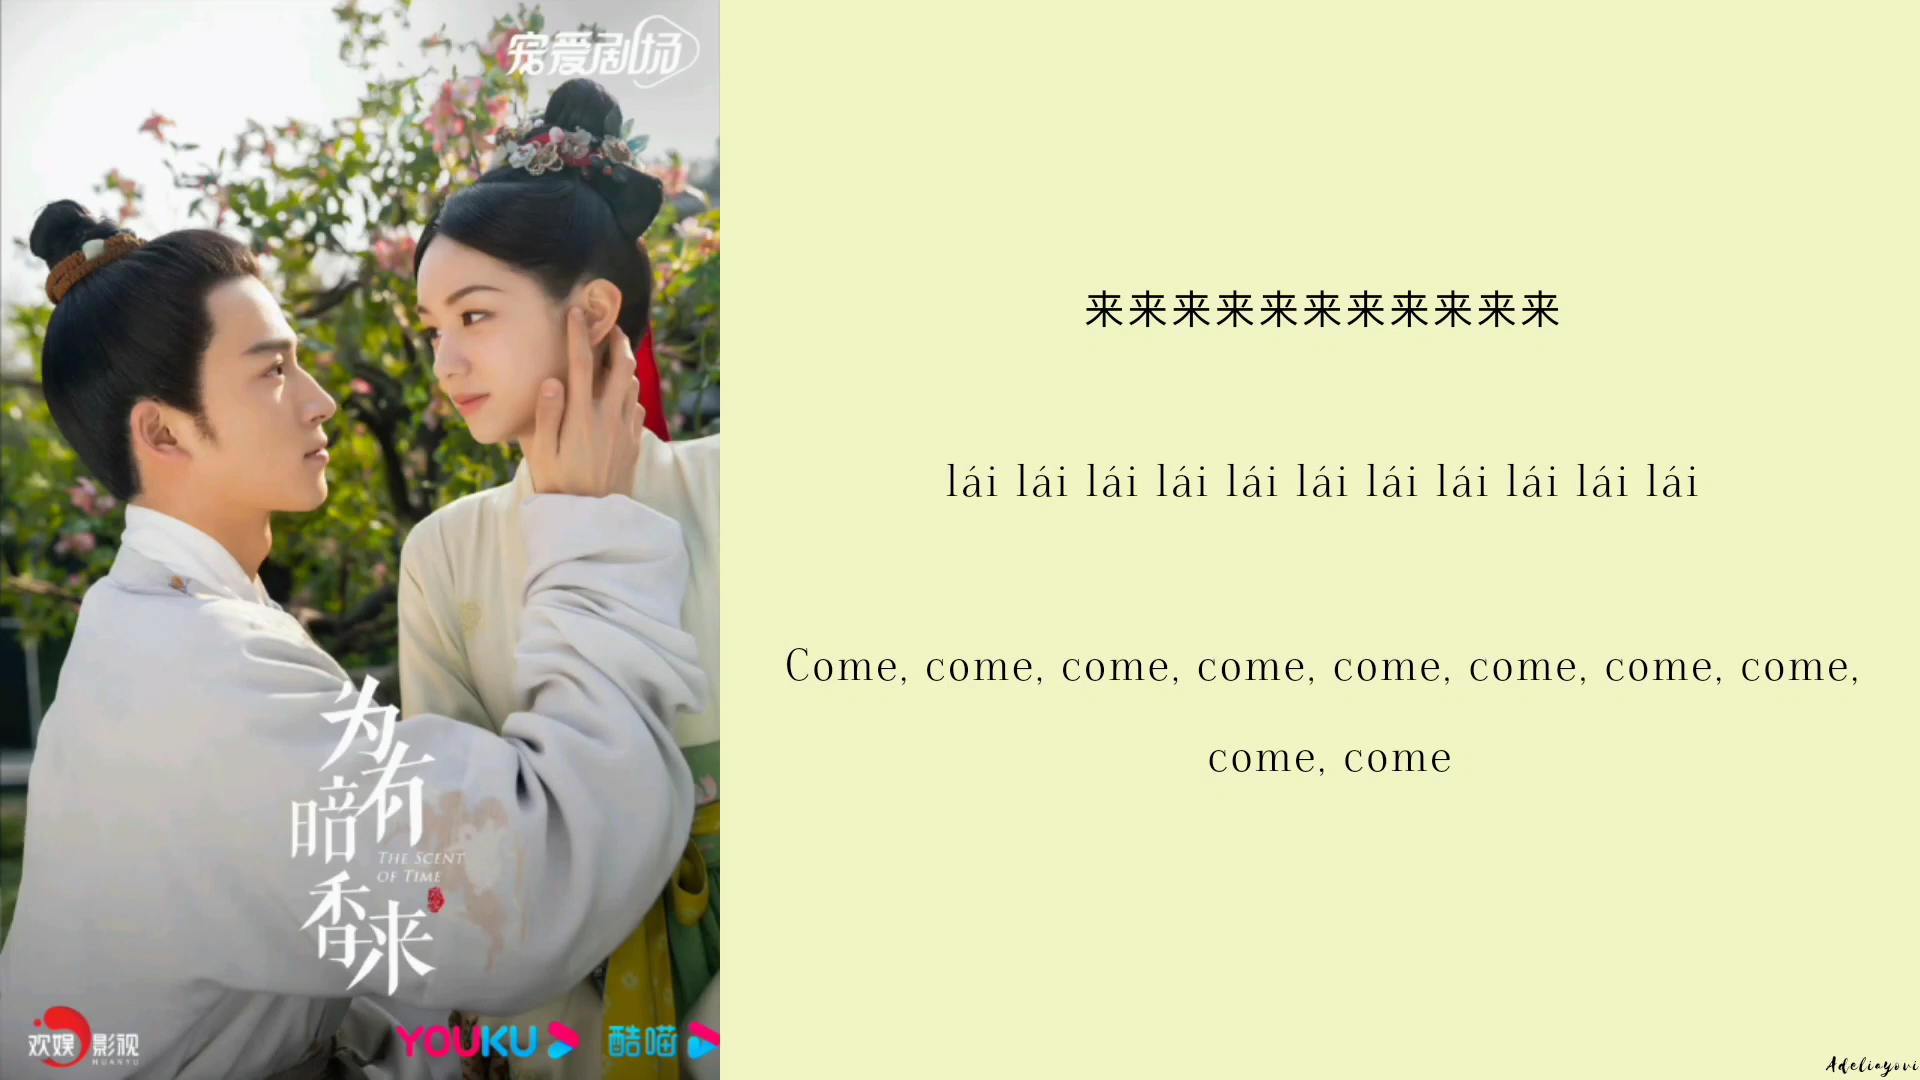 宠爱剧场
为有
暗
香来
THE SCENT
OF TIME
欢娱影视
HUANYU
YOUKU
酷喵
来来来来来来来来来来来
lái lái lái lái lái lái lái lái lái lái lái
Come, come, come, come, come, come, come, come,
come, come
Adeliayovi